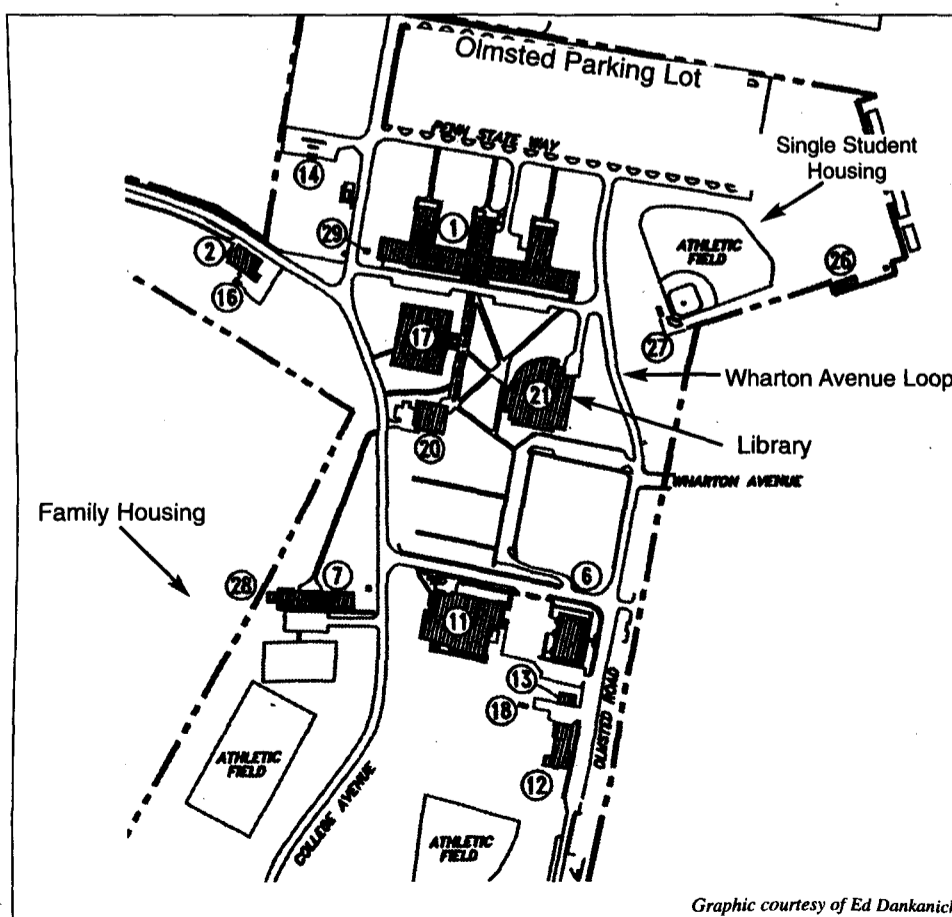 Olmsted Parking Lot
PENN STATE WAY
Single Student
Housing
14
1
29
ATHLETIC
FIELD
2
26
16
17
27
21
Wharton Avenue Loop
20
Library
WHARTON AVENUE
Family Housing
28
7
6
11
13
18
OLMSTED ROAD
12
ATHLETIC
FIELD
COLLEGE AVENUE
ATHLETIC
FIELD
Graphic courtesy of Ed Dankanich